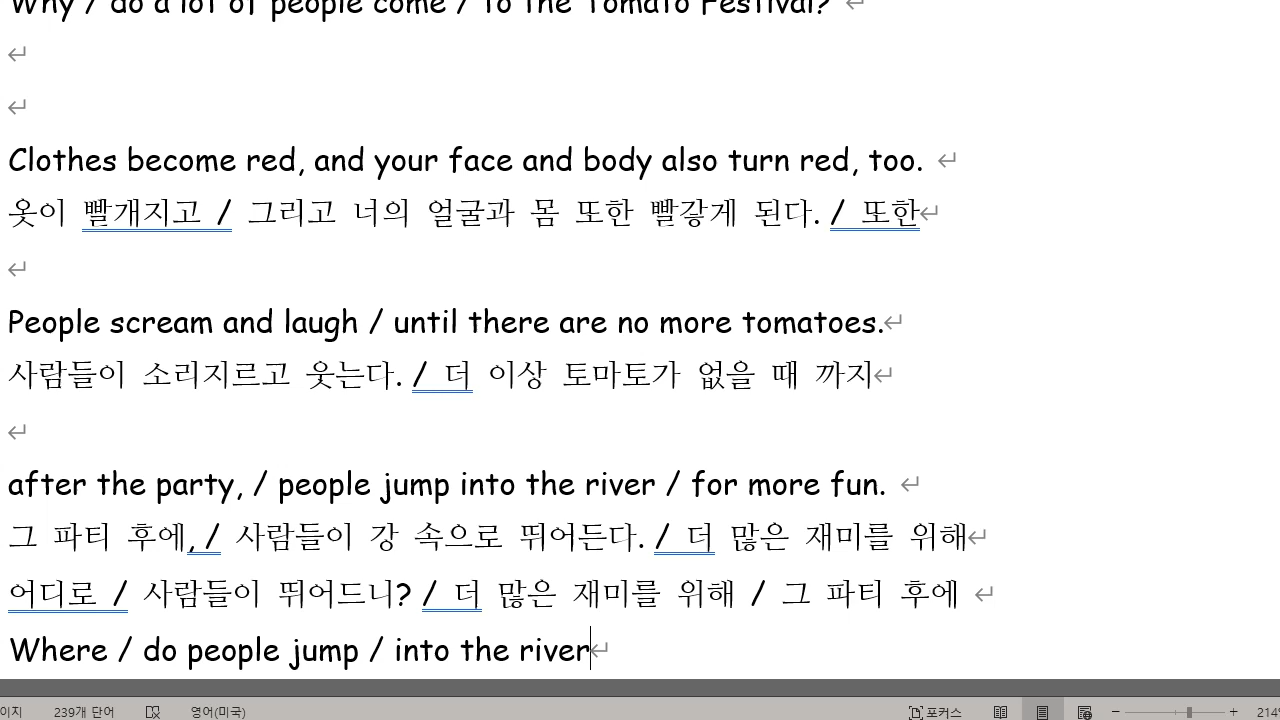 Why / do a lot of people come / to the Tomato Festival?
Clothes become red, and your face and body also turn red, too.
옷이 빨개지고 / 그리고 너의 얼굴과 몸 또한 빨갛게 된다. / 또한
People scream and laugh / until there are no more tomatoes.
사람들이 소리지르고 웃는다. / 더 이상 토마토가 없을 때 까지
after the party, / people jump into the river / for more fun.
그 파티 후에, / 사람들이 강 속으로 뛰어든다. / 더 많은 재미를 위해
어디로 / 사람들이 뛰어드니? / 더 많은 재미를 위해 / 그 파티 후에
Where / do people jump / into the river
이지 239개 단어 영어(미국) 포커스 214%